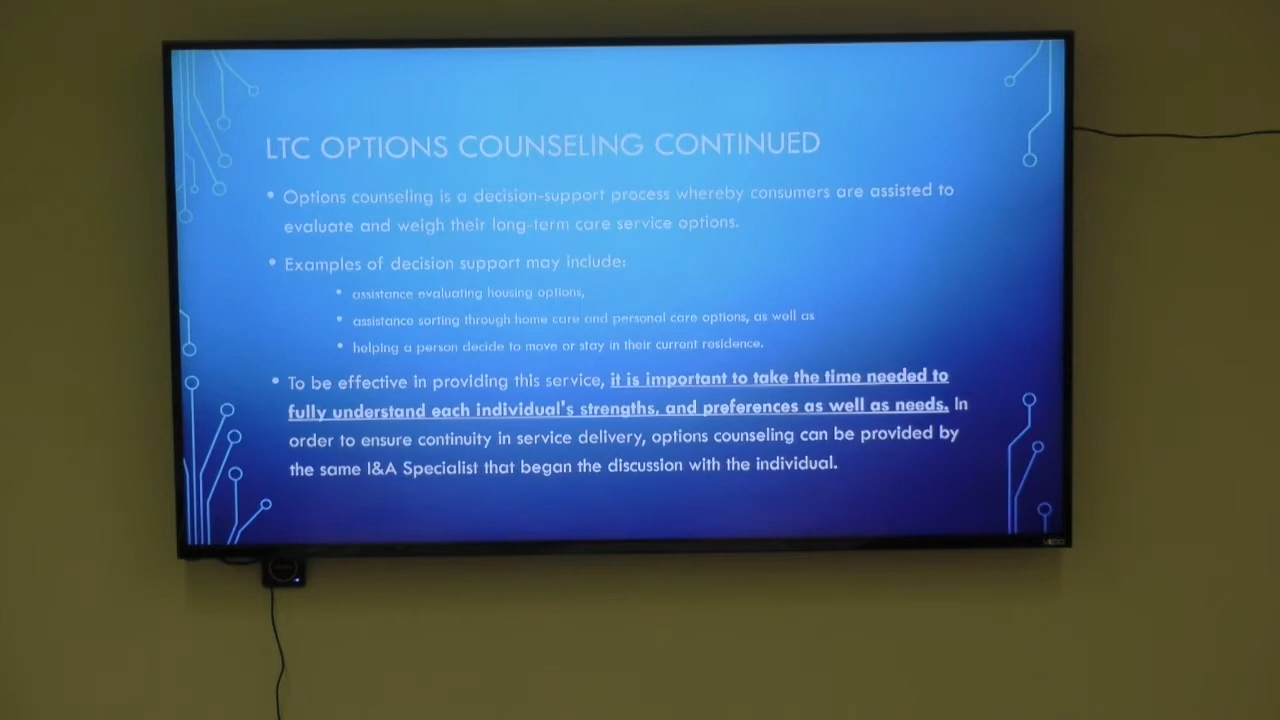 LTC OPTIONS COUNSELING CONTINUED
• Options counseling is a decision-support process whereby consumers are assisted to
evaluate and weigh their long-term care service options.
• Examples of decision support may include:
• assistance evaluating housing options,
• assistance sorting through home care and personal care options, as well as
• helping a person decide to move or stay in their current residence.
• To be effective in providing this service, it is important to take the time needed to
fully understand each individual's strengths, and preferences as well as needs. In
order to ensure continuity in service delivery, options counseling can be provided by
the same I&A Specialist that began the discussion with the individual.
VIZIO